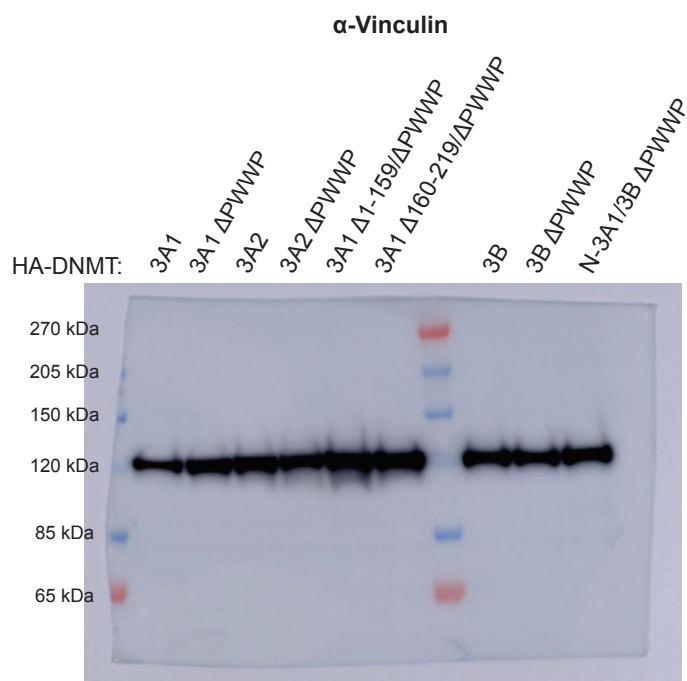 α-Vinculin
HA-DNMT:
3A1
3A1 ΔPWWP
3A2
3A2 ΔPWWP
3A1 Δ1-159/ΔPWWP
3A1 Δ160-219/ΔPWWP
3B
3B ΔPWWP
N-3A1/3B ΔPWWP
270 kDa
205 kDa
150 kDa
120 kDa
85 kDa
65 kDa